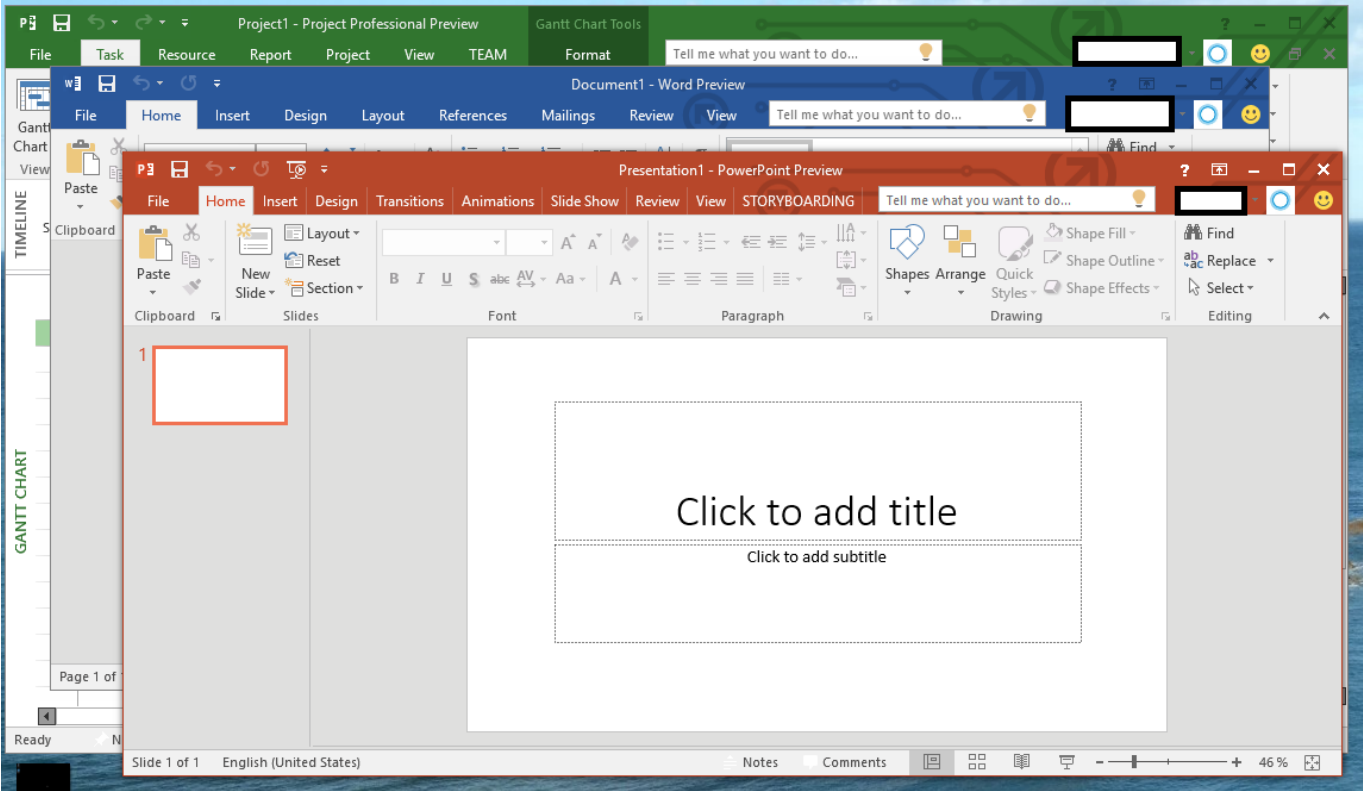 Project1 - Project Professional Preview
Gantt Chart Tools
File Task Resource Report Project View TEAM Format Tell me what you want to do...
Document1 - Word Preview
File Home Insert Design Layout References Mailings Review View Tell me what you want to do...
Gantt
Chart
View
Find
Paste
Clipboard
TIMELINE
S
GANTT CHART
Presentation1 - PowerPoint Preview
File Home Insert Design Transitions Animations Slide Show Review View STORYBOARDING Tell me what you want to do...
Paste
Clipboard
New
Slide
Layout
Reset
Section
Slides
B I U S abc AV Aa A
Font
Paragraph
Shapes Arrange Quick
Styles
Shape Fill
Shape Outline
Shape Effects
Drawing
Find
Replace
Select
Editing
1
Click to add title
Click to add subtitle
Page 1 of
Ready N
Slide 1 of 1 English (United States) Notes Comments 46 %